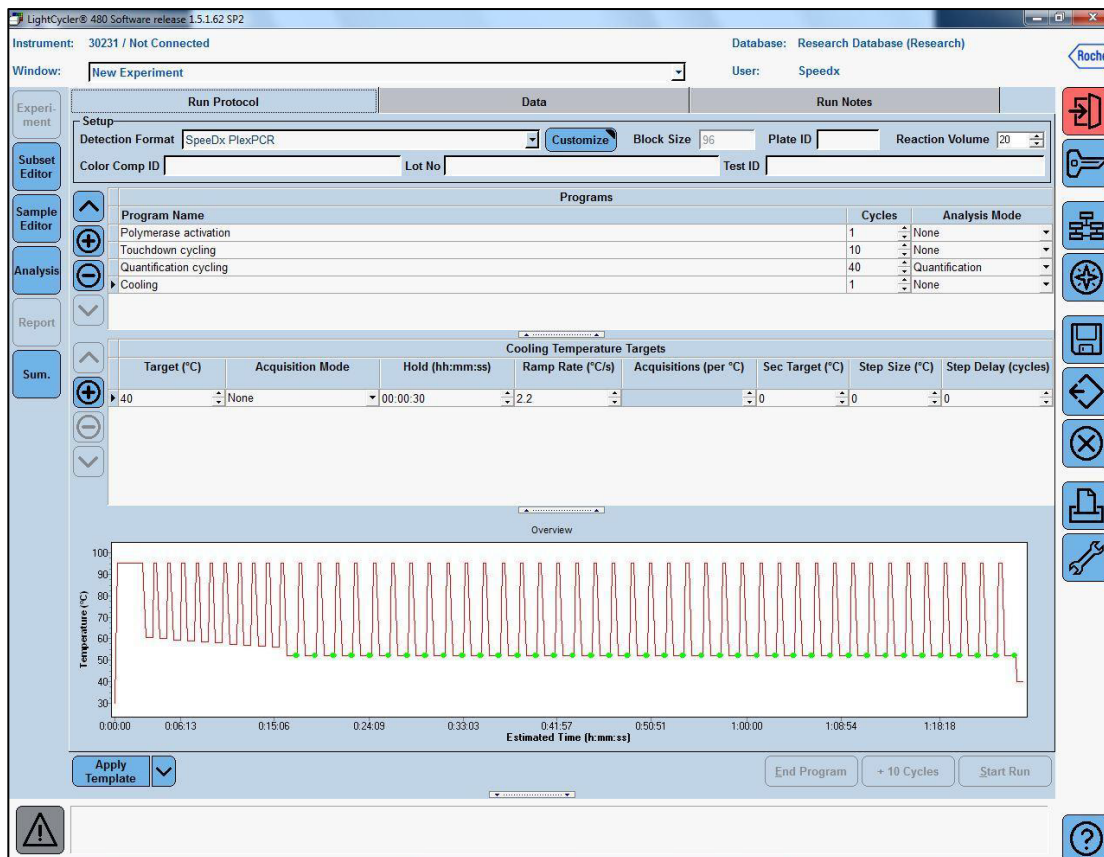 LightCycler® 480 Software release 1.5.1.62 SP2
Instrument: 30231 / Not Connected Database: Research Database (Research)
Window: New Experiment User: Speedx
Roche
Experi-
ment
Subset
Editor
Sample
Editor
Analysis
Report
Sum.
Run Protocol Data Run Notes
Setup
Detection Format SpeeDx PlexPCR Customize Block Size 96 Plate ID Reaction Volume 20
Color Comp ID Lot No Test ID
Programs
Program Name Cycles Analysis Mode
Polymerase activation 1 None
Touchdown cycling 10 None
Quantification cycling 40 Quantification
Cooling 1 None
Cooling Temperature Targets
Target (°C) Acquisition Mode Hold (hh:mm:ss) Ramp Rate (°C/s) Acquisitions (per °C) Sec Target (°C) Step Size (°C) Step Delay (cycles)
40 None 00:00:30 2.2 0 0 0
Overview
Temperature (°C)
100
90
80
70
60
50
40
30
0:00:00 0:06:13 0:15:06 0:24:09 0:33:03 0:41:57 0:50:51 1:00:00 1:08:54 1:18:18
Estimated Time (h:mm:ss)
Apply
Template
End Program + 10 Cycles Start Run